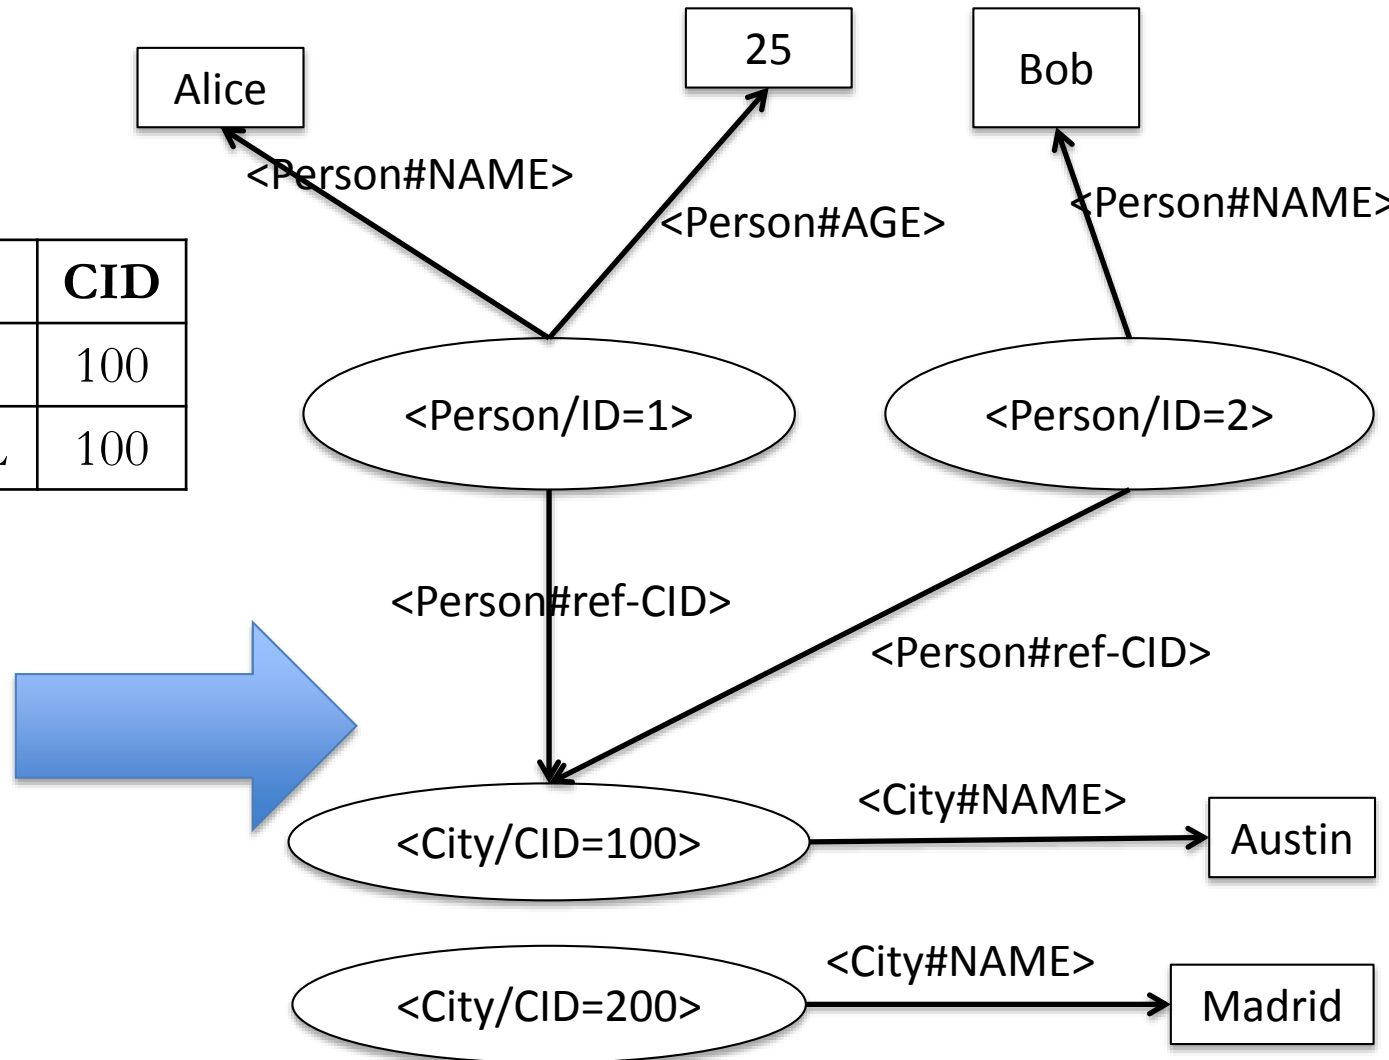 Alice
25
Bob
<Person#NAME>
<Person#AGE>
<Person#NAME>
CID
100
100
<Person/ID=1>
<Person/ID=2>
<Person#ref-CID>
<Person#ref-CID>
<City/CID=100>
<City#NAME>
Austin
<City/CID=200>
<City#NAME>
Madrid